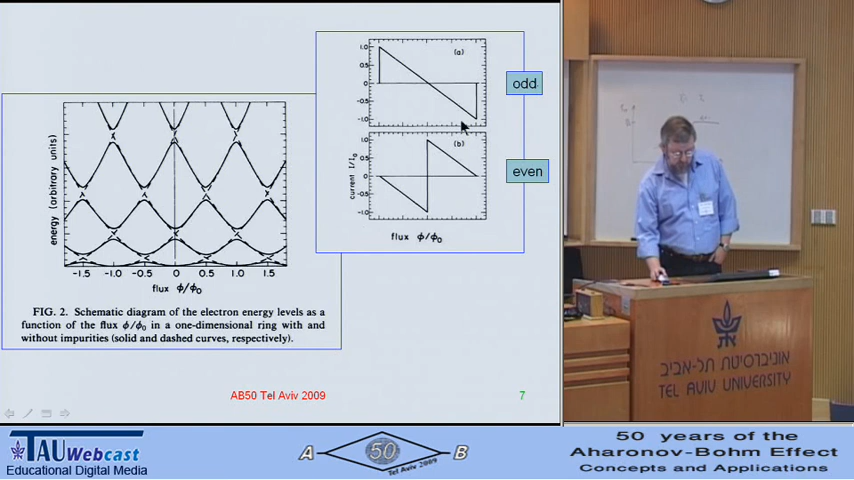 (a)
1.0
0.5
0
-0.5
-1.0
odd
(b)
1.0
0.5
0
-0.5
-1.0
even
current I/I₀
flux ϕ/ϕ₀
energy (arbitrary units)
-1.5 -1.0 -0.5 0 0.5 1.0 1.5
flux ϕ/ϕ₀
FIG. 2. Schematic diagram of the electron energy levels as a
function of the flux ϕ/ϕ₀ in a one-dimensional ring with and
without impurities (solid and dashed curves, respectively).
AB50 Tel Aviv 2009
7
אוניברסיטת תל-אביב
TEL AVIV UNIVERSITY
TAUWebcast
Educational Digital Media
A 50 B
Tel Aviv 2009
50 years of the
Aharonov-Bohm Effect
Concepts and Applications